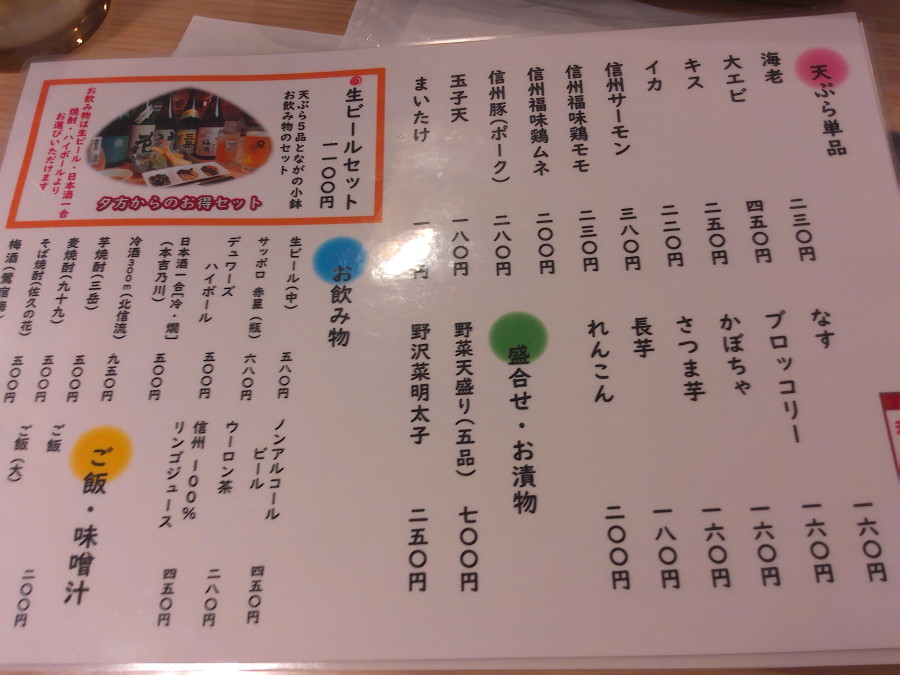 天ぷら単品
海老 二三〇円
大エビ 四五〇円
キス 二五〇円
イカ 二二〇円
信州サーモン 三八〇円
信州福味鶏モモ 二三〇円
信州福味鶏ムネ 二〇〇円
信州豚(ポーク) 二八〇円
玉子天 一八〇円
まいたけ
なす 一六〇円
ブロッコリー 一六〇円
かぼちゃ 一六〇円
さつま芋 一六〇円
長芋 一八〇円
れんこん 二〇〇円
盛合せ・お漬物
野菜天盛り(五品) 七〇〇円
野沢菜明太子 二五〇円
生ビールセット
一一〇〇円
天ぷら5品とながの小鉢
お飲み物のセット
夕方からのお得セット
お飲み物は生ビール・日本酒一合
焼酎・ハイボールより
お選びいただけます
お飲み物
生ビール(中) 五八〇円
サッポロ 赤星(瓶) 六八〇円
デュワーズ
ハイボール 五〇〇円
日本酒一合[冷・燗]
(本吉乃川) 五〇〇円
冷酒300ml(北信流) 九五〇円
芋焼酎(三岳) 五〇〇円
麦焼酎(九十九) 五〇〇円
そば焼酎(佐久の花) 五〇〇円
梅酒
ノンアルコール
ビール 四五〇円
ウーロン茶 二八〇円
信州100%
リンゴジュース 四五〇円
ご飯・味噌汁
ご飯 二〇〇円
ご飯(大)